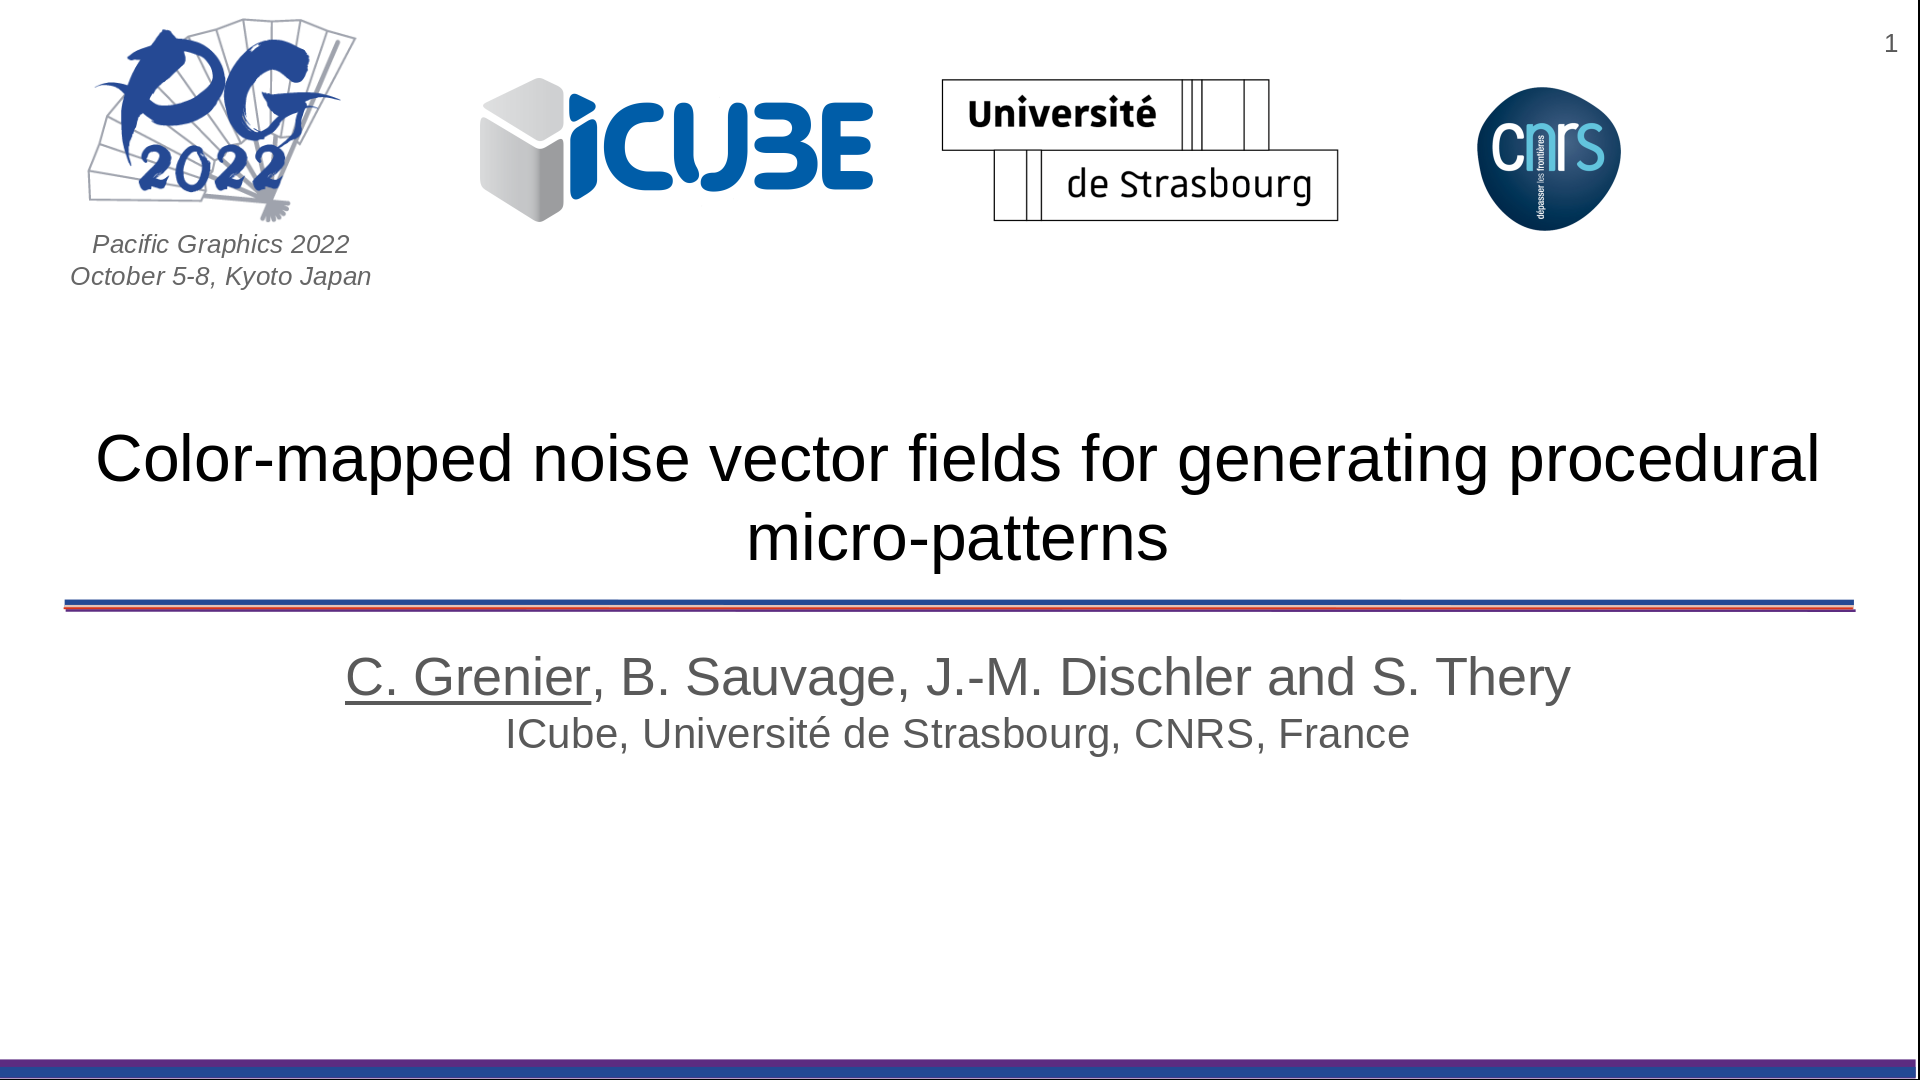 1
PG
2022
Pacific Graphics 2022
October 5-8, Kyoto Japan
iCUBE
Université
de Strasbourg
cnrs
dépasser les frontières
Color-mapped noise vector fields for generating procedural
micro-patterns
C. Grenier, B. Sauvage, J.-M. Dischler and S. Thery
ICube, Université de Strasbourg, CNRS, France